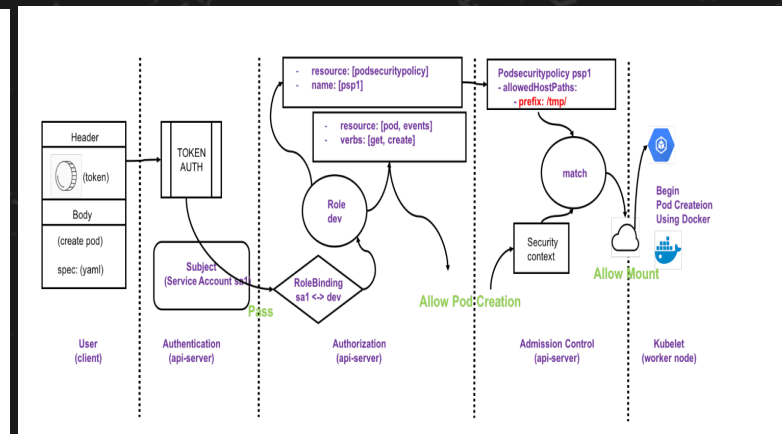 Header
(token)
Body
(create pod)
spec: (yaml)
User
(client)
TOKEN
AUTH
Subject
(Service Account sa1)
Pass
Authentication
(api-server)
- resource: [podsecuritypolicy]
- name: [psp1]
- resource: [pod, events]
- verbs: [get, create]
Role
dev
RoleBinding
sa1 <-> dev
Allow Pod Creation
Authorization
(api-server)
Podsecuritypolicy psp1
- allowedHostPaths:
- prefix: /tmp/
match
Security
context
Allow Mount
Admission Control
(api-server)
Begin
Pod Createion
Using Docker
Kubelet
(worker node)